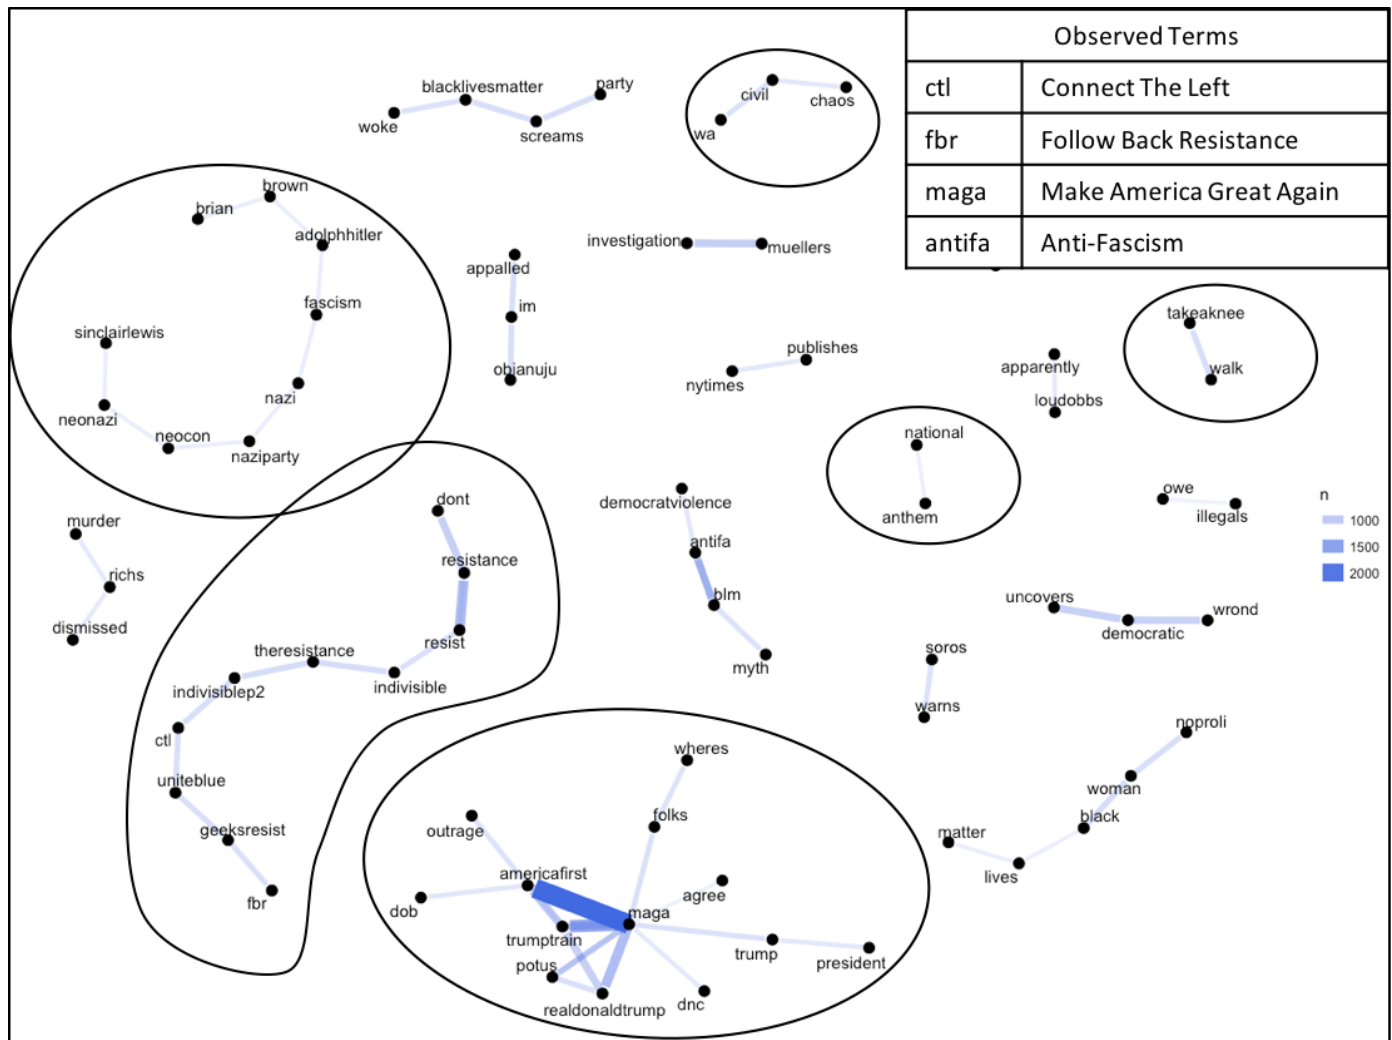 Observed Terms
ctl Connect The Left
fbr Follow Back Resistance
maga Make America Great Again
antifa Anti-Fascism
blacklivesmatter
party
woke
screams
civil
chaos
wa
brown
brian
adolphhitler
fascism
sinclairlewis
nazi
neonazi
neocon
naziparty
investigation
muellers
appalled
im
obianuju
publishes
nytimes
takeaknee
walk
apparently
loudobbs
national
anthem
owe
illegals
n
1000
1500
2000
murder
richs
dismissed
dont
resistance
resist
theresistance
indivisible
indivisiblep2
ctl
uniteblue
geeksresist
fbr
democratviolence
antifa
blm
myth
uncovers
democratic
wrond
soros
warns
noproli
woman
black
matter
lives
wheres
folks
outrage
americafirst
agree
dob
maga
trumptrain
trump
president
potus
realdonaldtrump
dnc